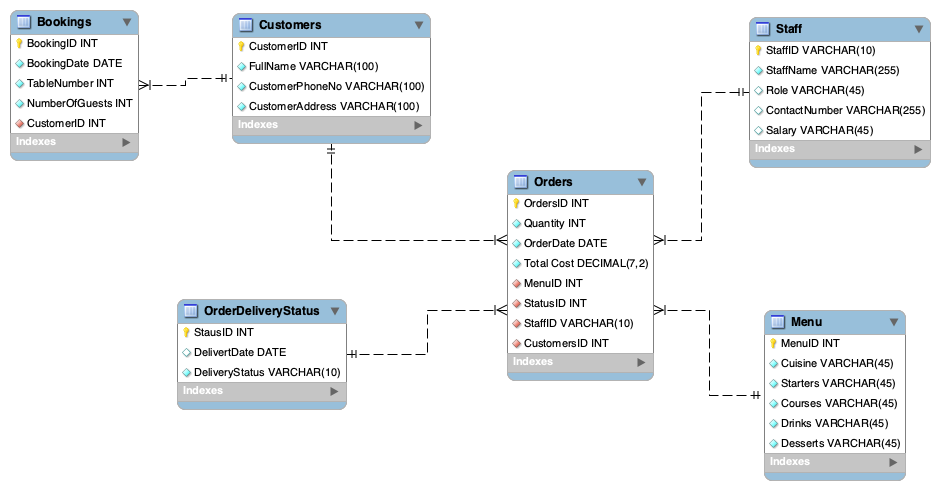 Bookings
BookingID INT
BookingDate DATE
TableNumber INT
NumberOfGuests INT
CustomerID INT
Indexes
Customers
CustomerID INT
FullName VARCHAR(100)
CustomerPhoneNo VARCHAR(100)
CustomerAddress VARCHAR(100)
Indexes
Staff
StaffID VARCHAR(10)
StaffName VARCHAR(255)
Role VARCHAR(45)
ContactNumber VARCHAR(255)
Salary VARCHAR(45)
Indexes
Orders
OrdersID INT
Quantity INT
OrderDate DATE
Total Cost DECIMAL(7,2)
MenuID INT
StatusID INT
StaffID VARCHAR(10)
CustomersID INT
Indexes
OrderDeliveryStatus
StausID INT
DelivertDate DATE
DeliveryStatus VARCHAR(10)
Indexes
Menu
MenuID INT
Cuisine VARCHAR(45)
Starters VARCHAR(45)
Courses VARCHAR(45)
Drinks VARCHAR(45)
Desserts VARCHAR(45)
Indexes